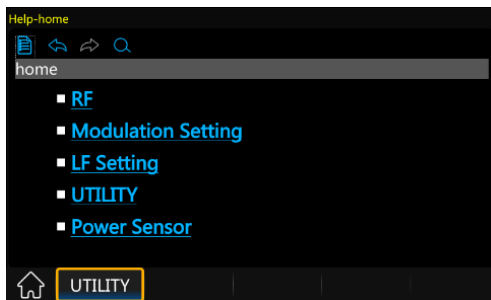 Help-home
home
RF
Modulation Setting
LF Setting
UTILITY
Power Sensor
UTILITY